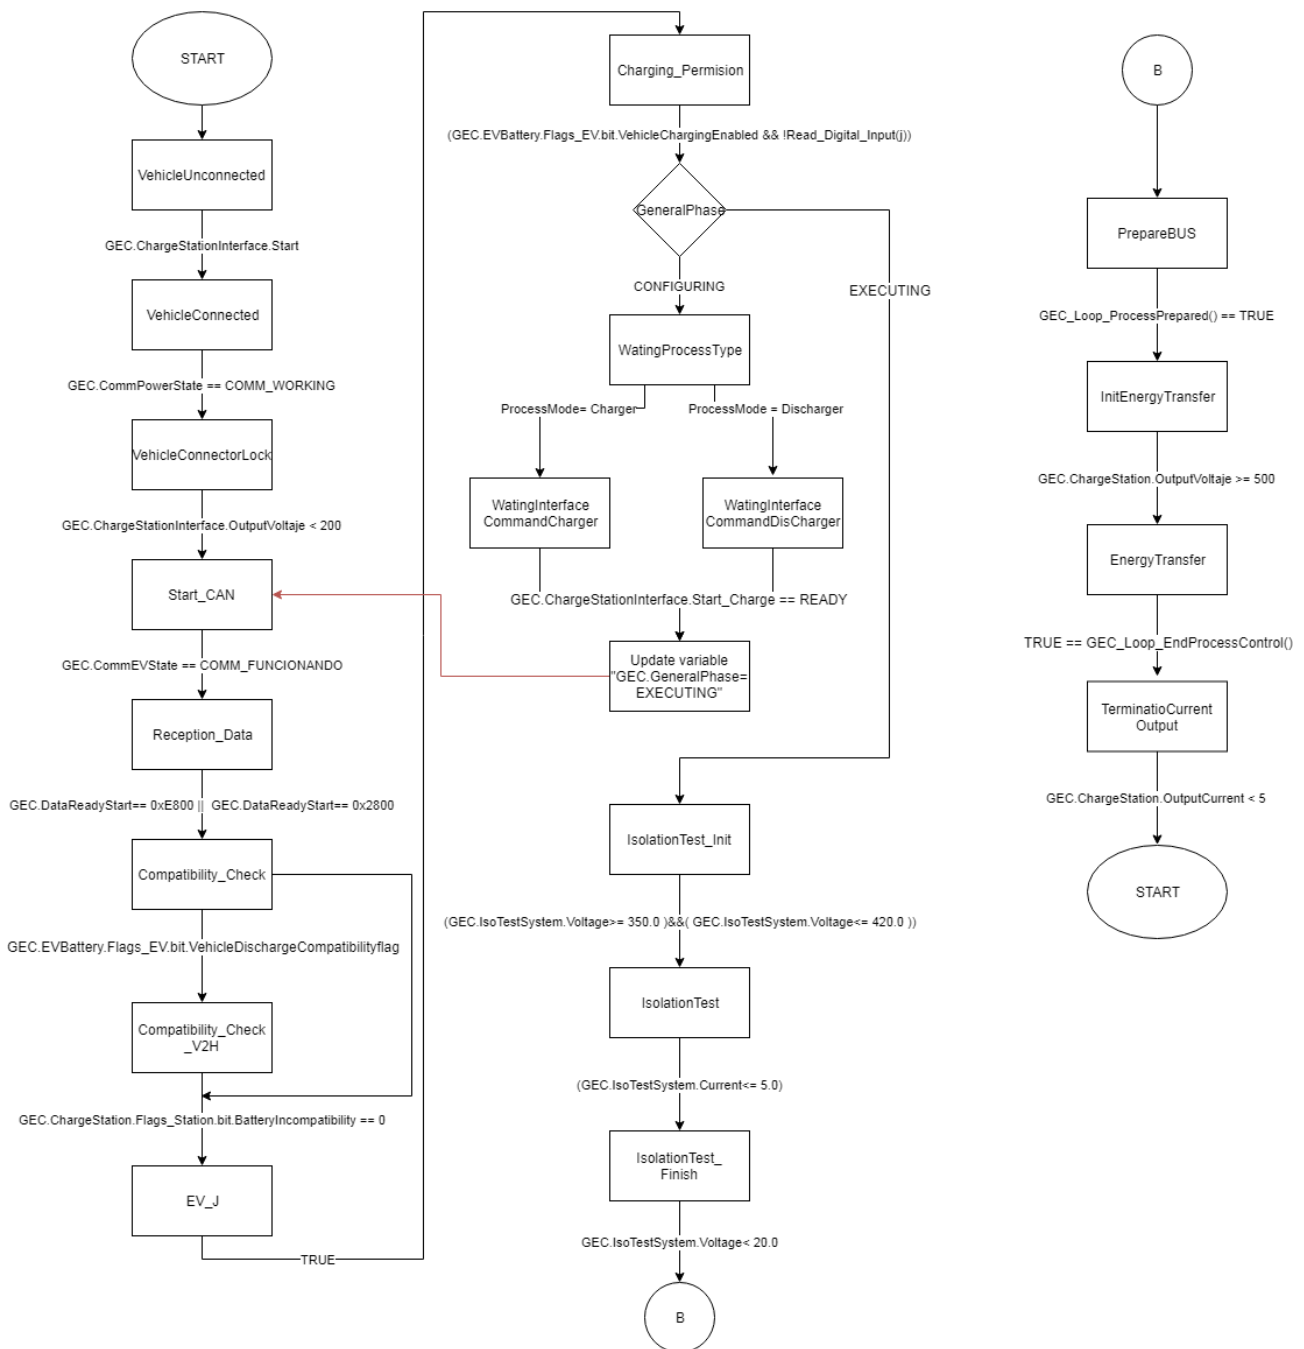 START
VehicleUnconnected
GEC.ChargeStationInterface.Start
VehicleConnected
GEC.CommPowerState == COMM_WORKING
VehicleConnectorLock
GEC.ChargeStationInterface.OutputVoltaje < 200
Start_CAN
GEC.CommEVState == COMM_FUNCIONANDO
Reception_Data
GEC.DataReadyStart== 0xE800 || GEC.DataReadyStart== 0x2800
Compatibility_Check
GEC.EVBattery.Flags_EV.bit.VehicleDischargeCompatibilityflag
Compatibility_Check
_V2H
GEC.ChargeStation.Flags_Station.bit.BatteryIncompatibility == 0
EV_J
TRUE
Charging_Permision
(GEC.EVBattery.Flags_EV.bit.VehicleChargingEnabled && !Read_Digital_Input(j))
GeneralPhase
CONFIGURING
EXECUTING
WatingProcessType
ProcessMode= Charger
ProcessMode = Discharger
WatingInterface
CommandCharger
WatingInterface
CommandDisCharger
GEC.ChargeStationInterface.Start_Charge == READY
Update variable
"GEC.GeneralPhase=
EXECUTING"
IsolationTest_Init
(GEC.IsoTestSystem.Voltage>= 350.0 )&&( GEC.IsoTestSystem.Voltage<= 420.0 ))
IsolationTest
(GEC.IsoTestSystem.Current<= 5.0)
IsolationTest_
Finish
GEC.IsoTestSystem.Voltage< 20.0
B
B
PrepareBUS
GEC_Loop_ProcessPrepared() == TRUE
InitEnergyTransfer
GEC.ChargeStation.OutputVoltaje >= 500
EnergyTransfer
TRUE == GEC_Loop_EndProcessControl()
TerminatioCurrent
Output
GEC.ChargeStation.OutputCurrent < 5
START